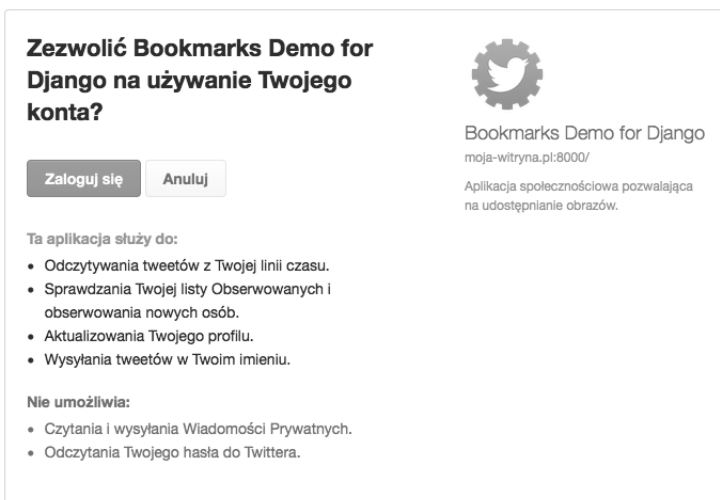 Zezwolić Bookmarks Demo for
Django na używanie Twojego
konta?
Zaloguj się
Anuluj
Ta aplikacja służy do:
• Odczytywania tweetów z Twojej linii czasu.
• Sprawdzania Twojej listy Obserwowanych i
obserwowania nowych osób.
• Aktualizowania Twojego profilu.
• Wysyłania tweetów w Twoim imieniu.
Nie umożliwia:
• Czytania i wysyłania Wiadomości Prywatnych.
• Odczytania Twojego hasła do Twittera.
Bookmarks Demo for Django
moja-witryna.pl:8000/
Aplikacja społecznościowa pozwalająca
na udostępnianie obrazów.